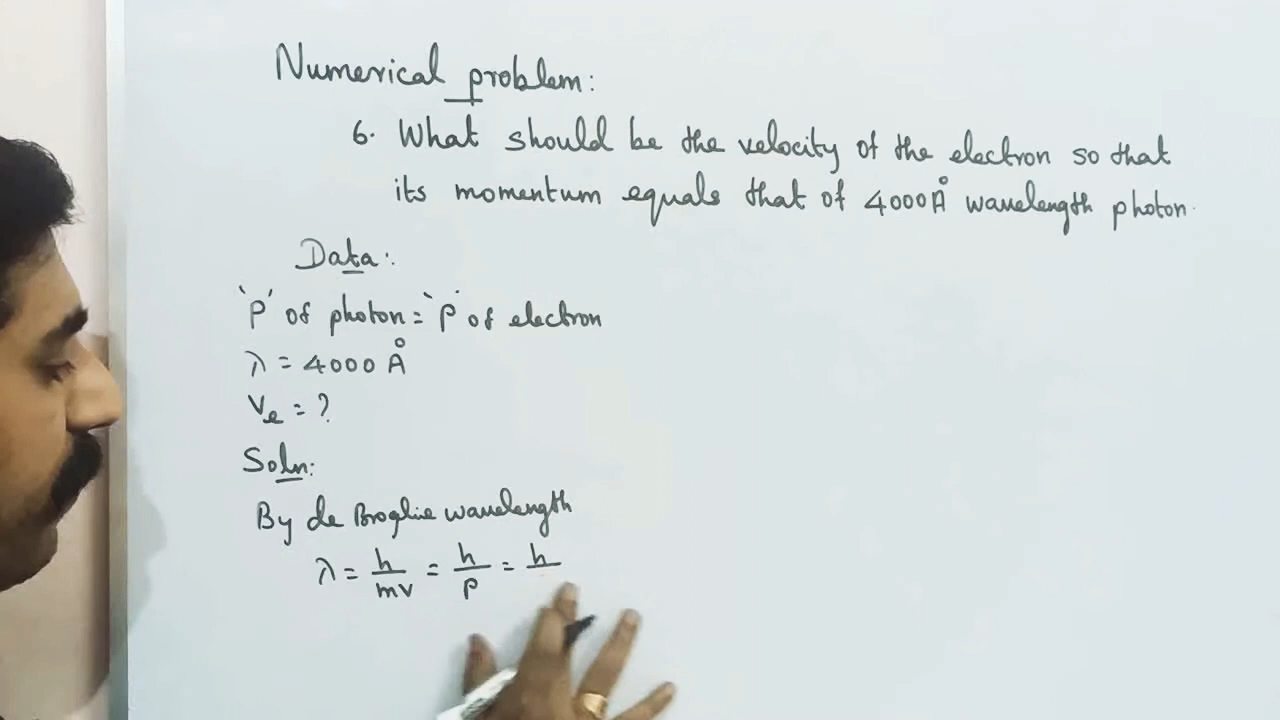 Numerical problem:
6. What should be the velocity of the electron so that
its momentum equals that of 4000Å wavelength photon.
Data:
'P' of photon = 'P' of electron
λ = 4000 Å
Ve = ?
Soln:
By de Broglie wavelength
λ = h/mv = h/p = h